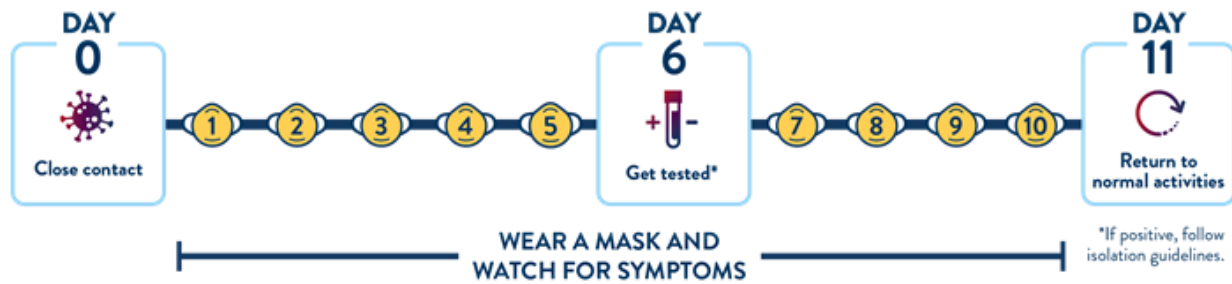 DAY
0
Close contact
1
2
3
4
5
DAY
6
+ -
Get tested*
7
8
9
10
DAY
11
Return to
normal activities
WEAR A MASK AND
WATCH FOR SYMPTOMS
*If positive, follow
isolation guidelines.